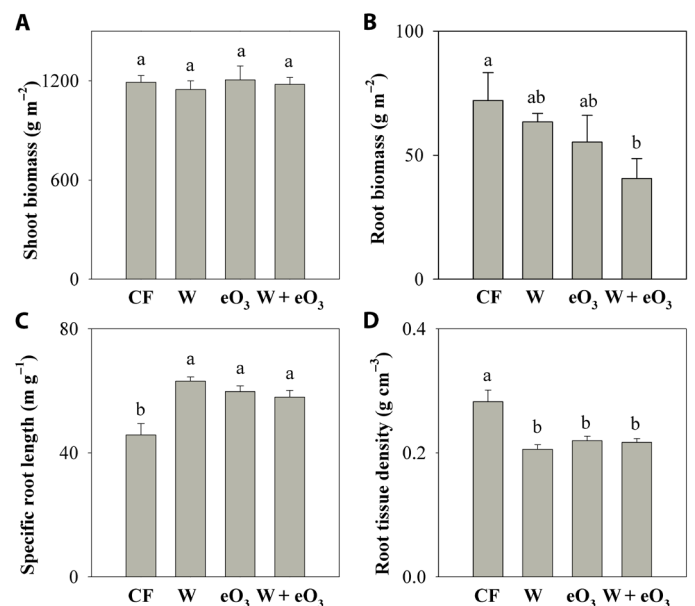 A
Shoot biomass (g m⁻²)
1200
600
0
a a a a
CF W eO₃ W + eO₃
B
Root biomass (g m⁻²)
100
50
0
a ab ab b
CF W eO₃ W + eO₃
C
Specific root length (m g⁻¹)
80
40
0
b a a a
CF W eO₃ W + eO₃
D
Root tissue density (g cm⁻³)
0.4
0.2
0.0
a b b b
CF W eO₃ W + eO₃